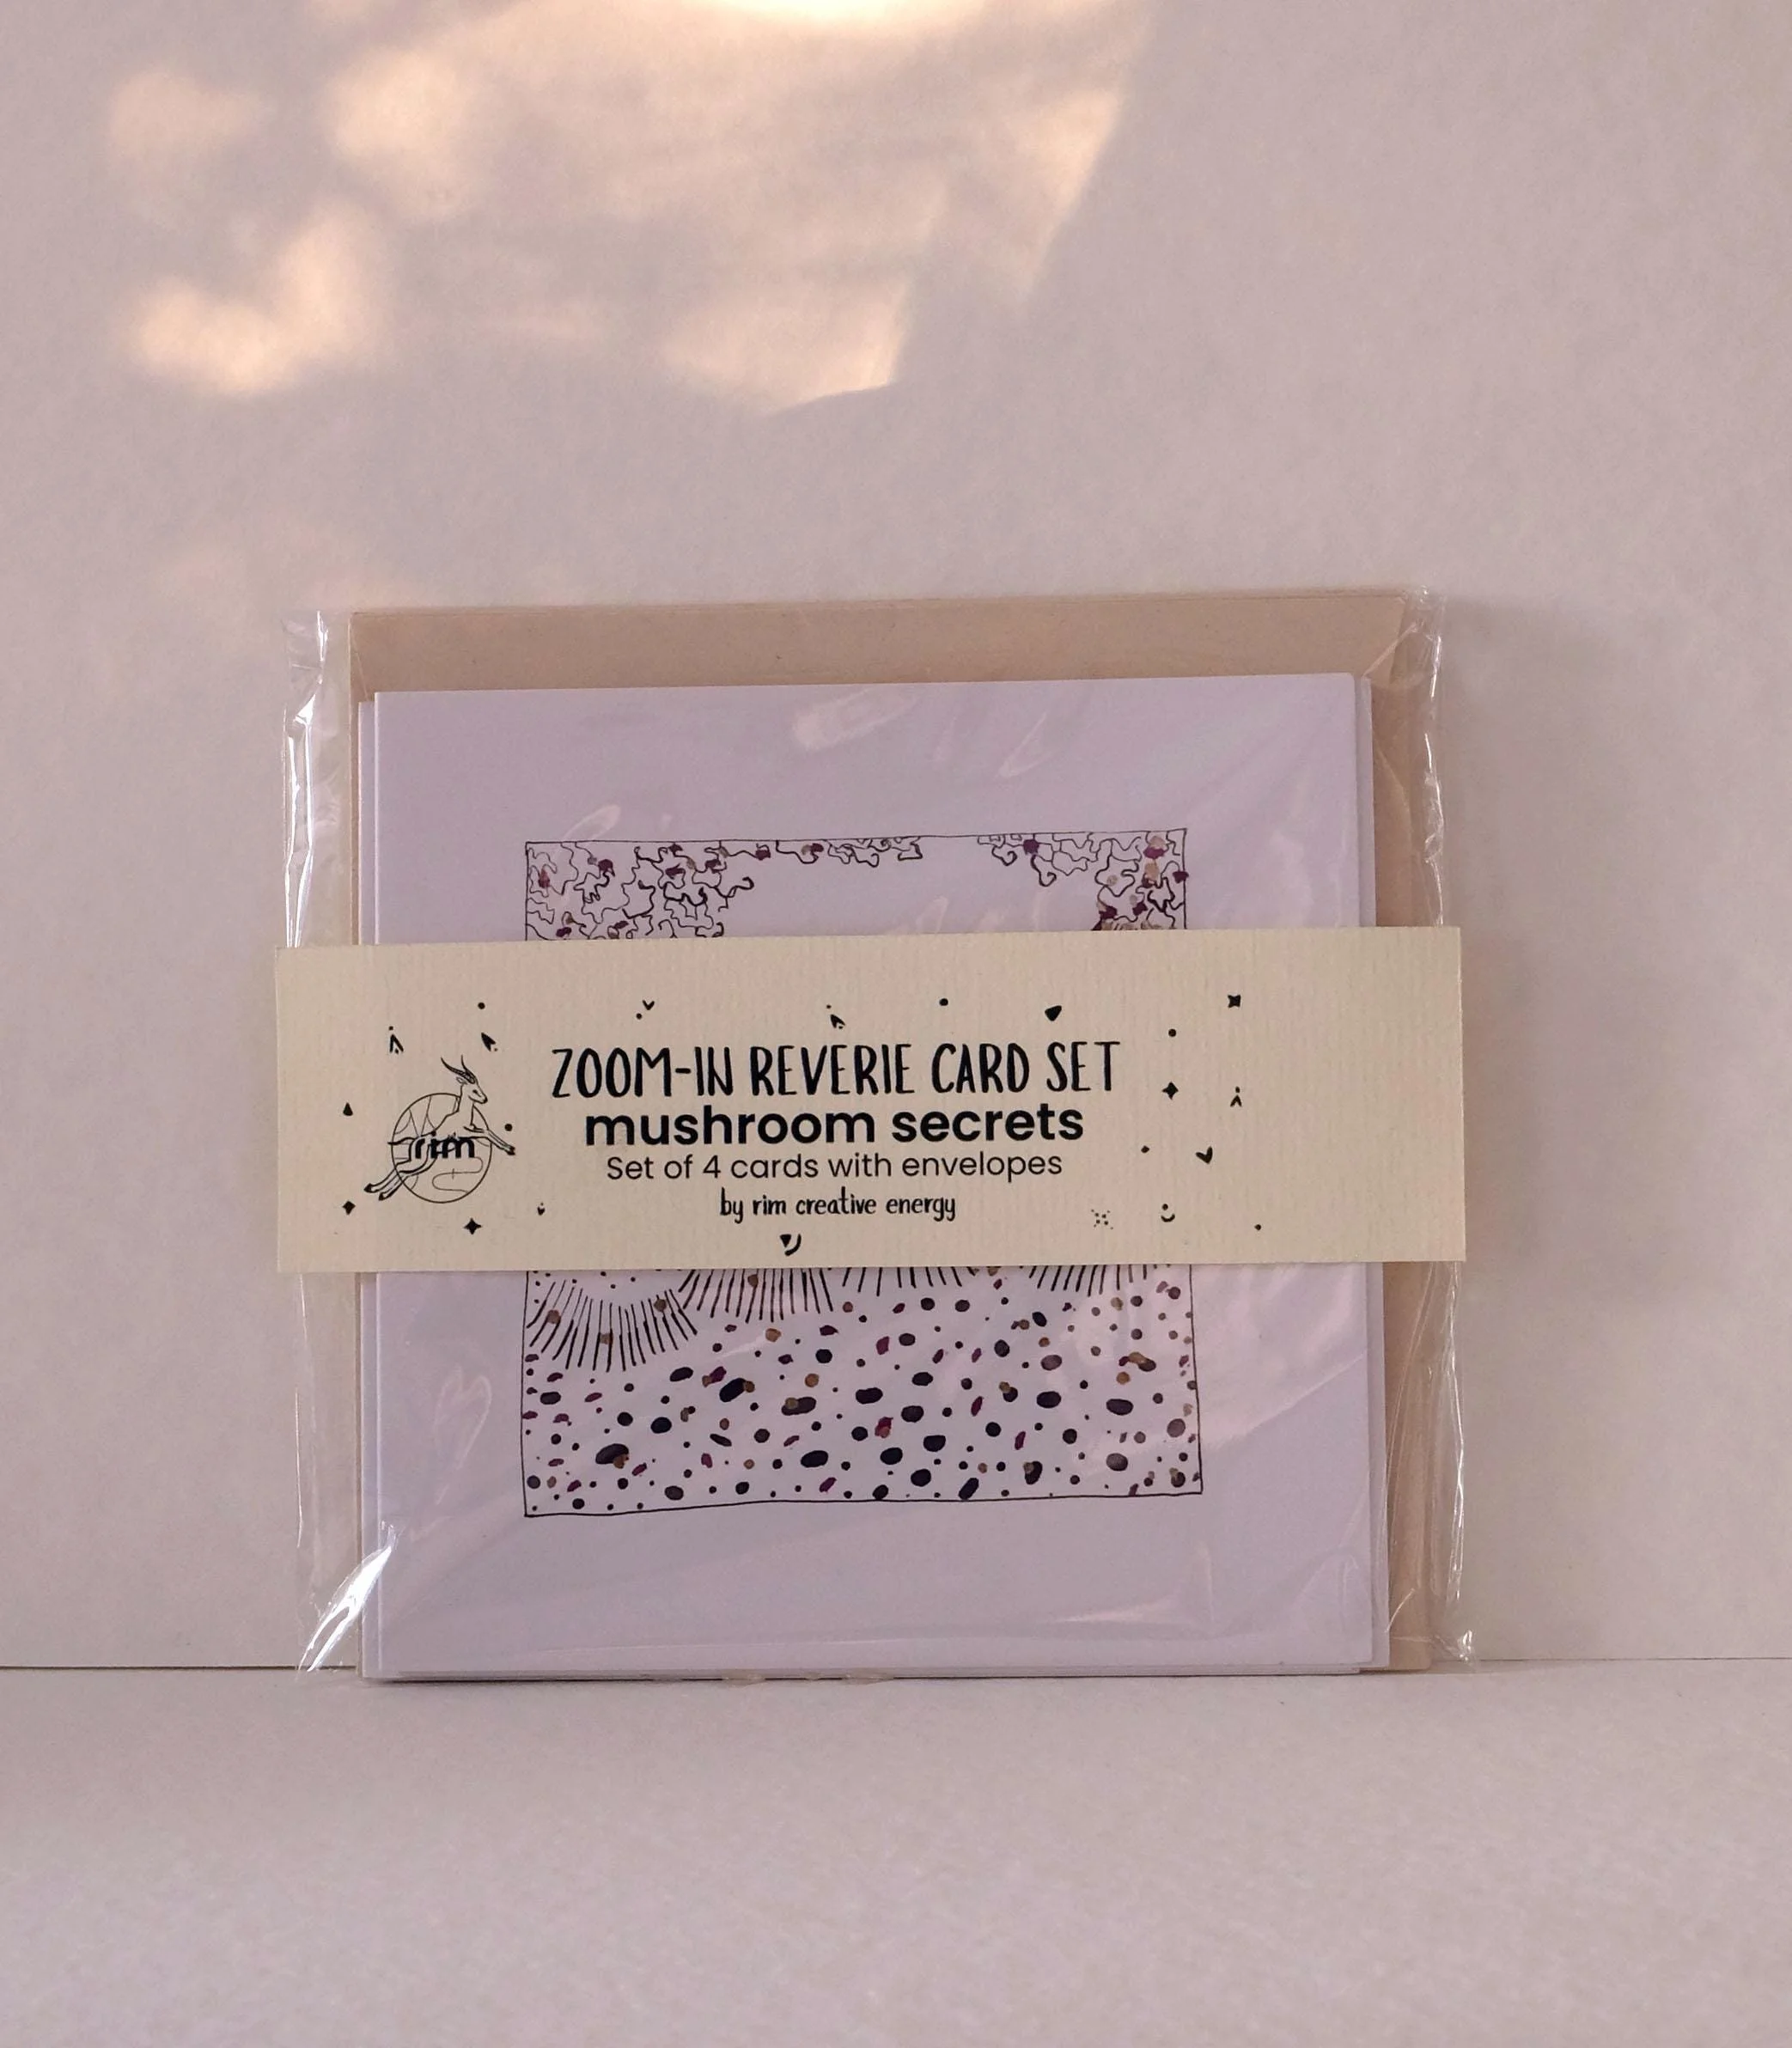 ZOOM-IN REVERIE CARD SET
mushroom secrets
rim
Set of 4 cards with envelopes
by rim creative energy